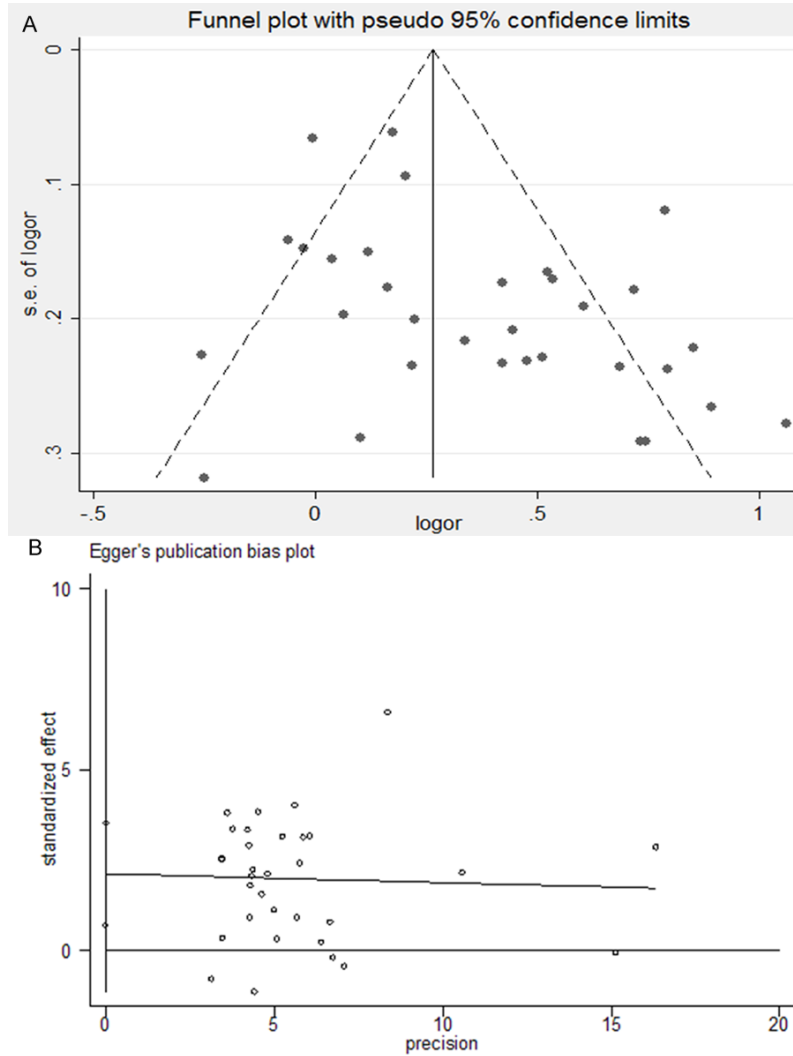 A
Funnel plot with pseudo 95% confidence limits
0
.1
.2
.3
s.e. of logor
-.5
0
.5
1
logor
B
Egger's publication bias plot
10
5
0
standardized effect
0
5
10
15
20
precision